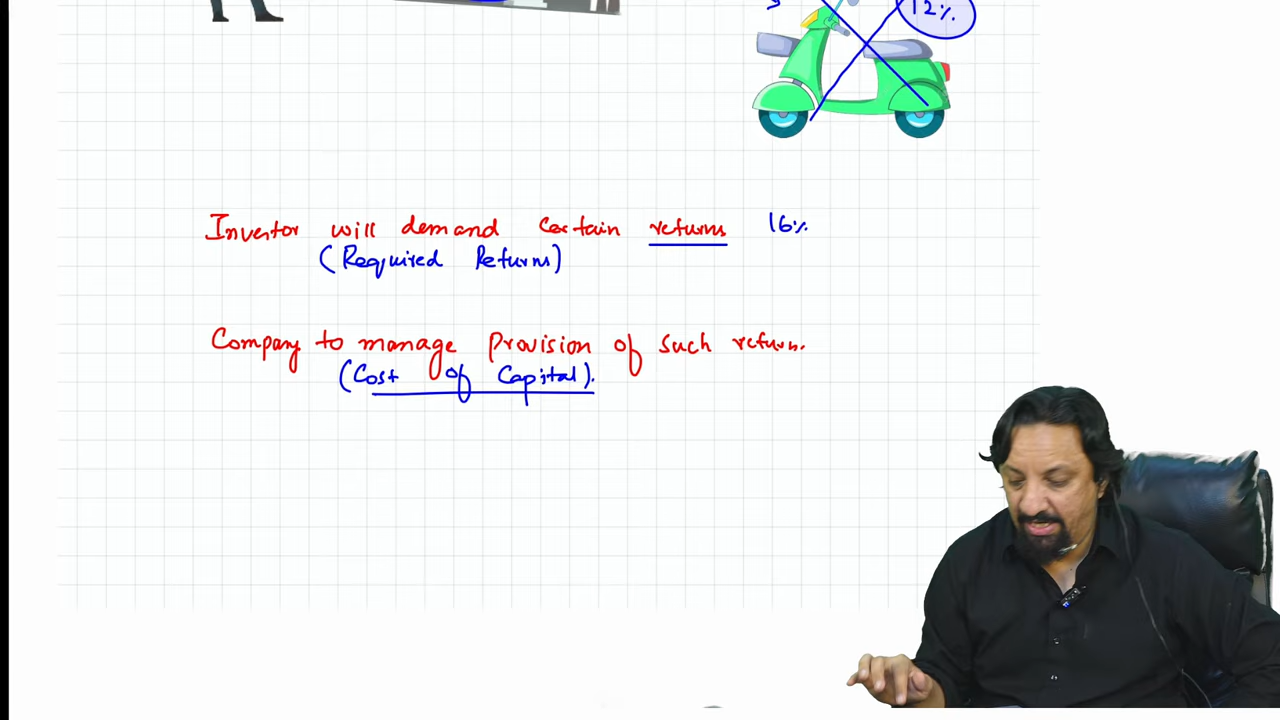 12%
Investor will demand certain returns 16%
(Required Returns)
Company to manage provision of such return.
(Cost of Capital).